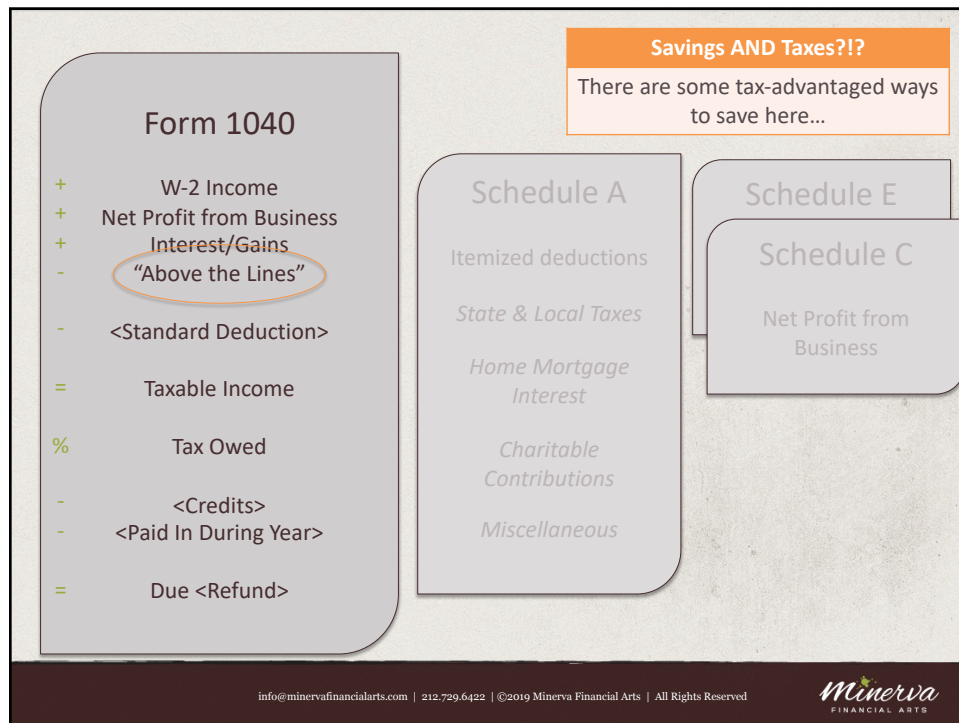 Savings AND Taxes?!?
There are some tax-advantaged ways
to save here…
Form 1040
+ W-2 Income
+ Net Profit from Business
+ Interest/Gains
- “Above the Lines”
- <Standard Deduction>
= Taxable Income
% Tax Owed
- <Credits>
- <Paid In During Year>
= Due <Refund>
Schedule A
Itemized deductions
State & Local Taxes
Home Mortgage
Interest
Charitable
Contributions
Miscellaneous
Schedule E
Schedule C
Net Profit from
Business
info@minervafinancialarts.com | 212.729.6422 | ©2019 Minerva Financial Arts | All Rights Reserved
minerva
FINANCIAL ARTS